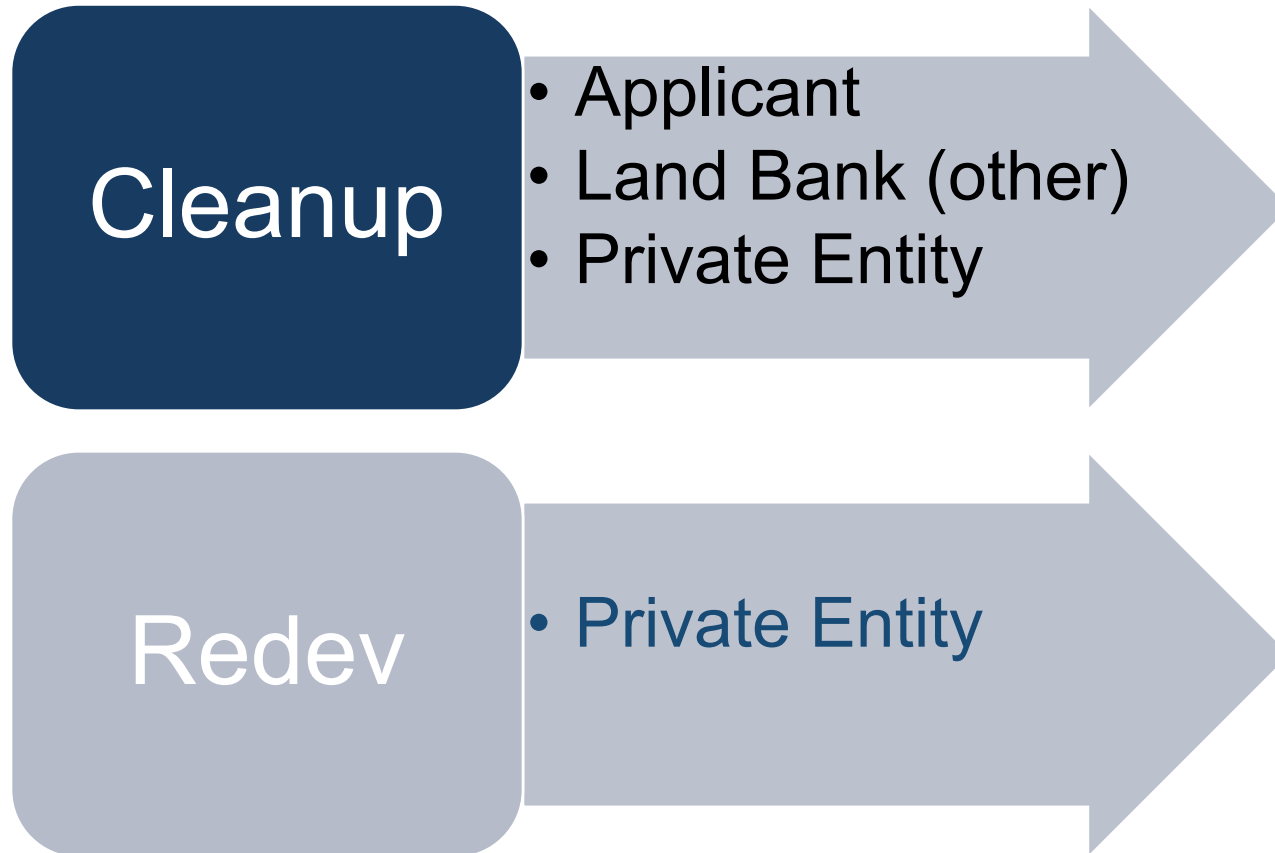 Cleanup
• Applicant
• Land Bank (other)
• Private Entity
Redev
• Private Entity